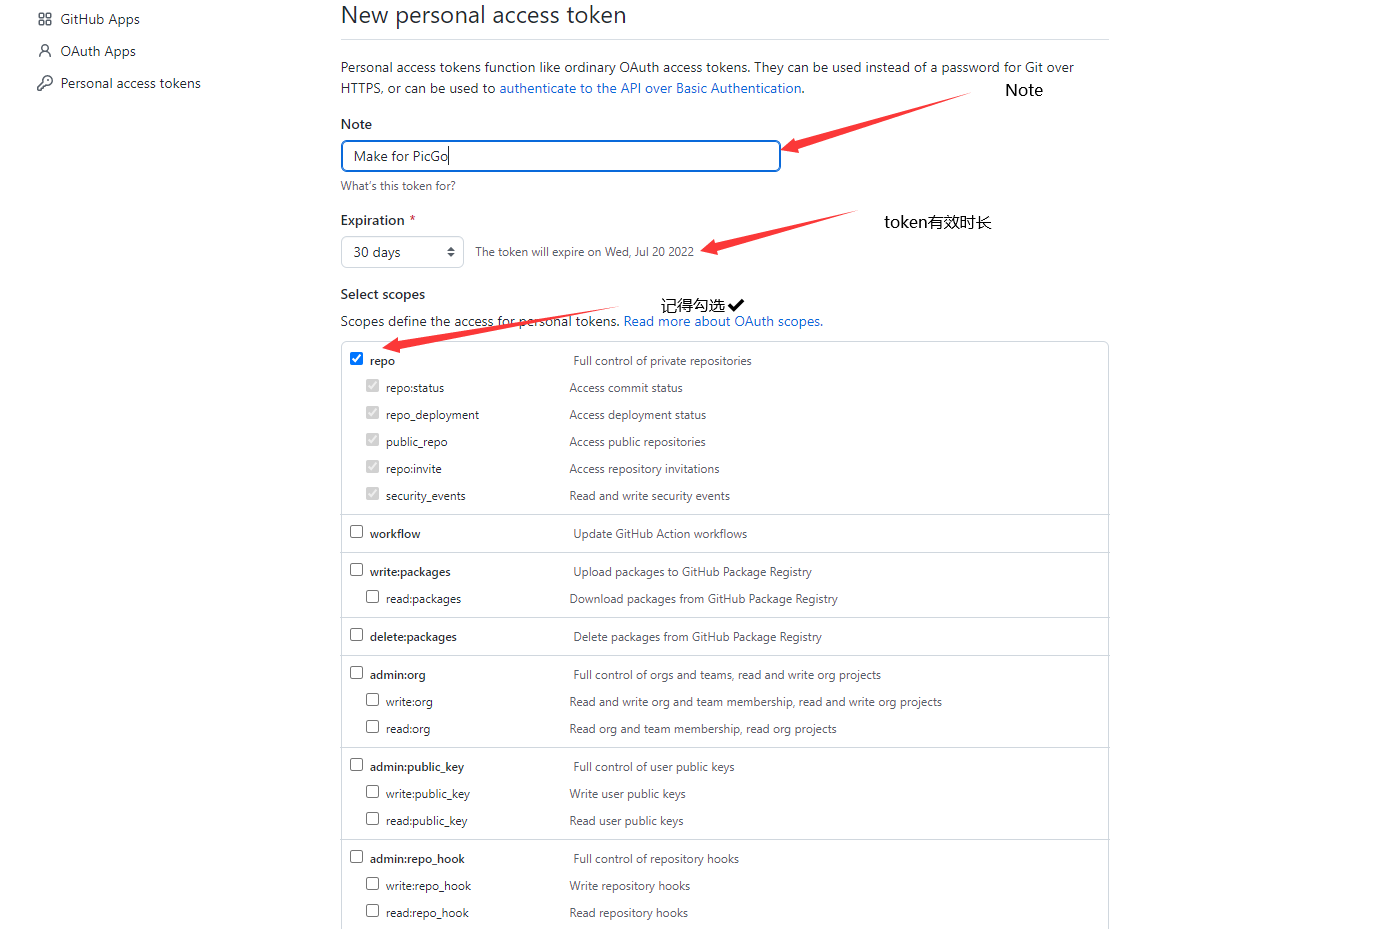 GitHub Apps
OAuth Apps
Personal access tokens
New personal access token
Personal access tokens function like ordinary OAuth access tokens. They can be used instead of a password for Git over
HTTPS, or can be used to authenticate to the API over Basic Authentication.
Note
Note
Make for PicGo
What's this token for?
token有效时长
Expiration *
30 days
The token will expire on Wed, Jul 20 2022
Select scopes
记得勾选✔
Scopes define the access for personal tokens. Read more about OAuth scopes.
repo Full control of private repositories
repo:status Access commit status
repo_deployment Access deployment status
public_repo Access public repositories
repo:invite Access repository invitations
security_events Read and write security events
workflow Update GitHub Action workflows
write:packages Upload packages to GitHub Package Registry
read:packages Download packages from GitHub Package Registry
delete:packages Delete packages from GitHub Package Registry
admin:org Full control of orgs and teams, read and write org projects
write:org Read and write org and team membership, read and write org projects
read:org Read org and team membership, read org projects
admin:public_key Full control of user public keys
write:public_key Write user public keys
read:public_key Read user public keys
admin:repo_hook Full control of repository hooks
write:repo_hook Write repository hooks
read:repo_hook Read repository hooks